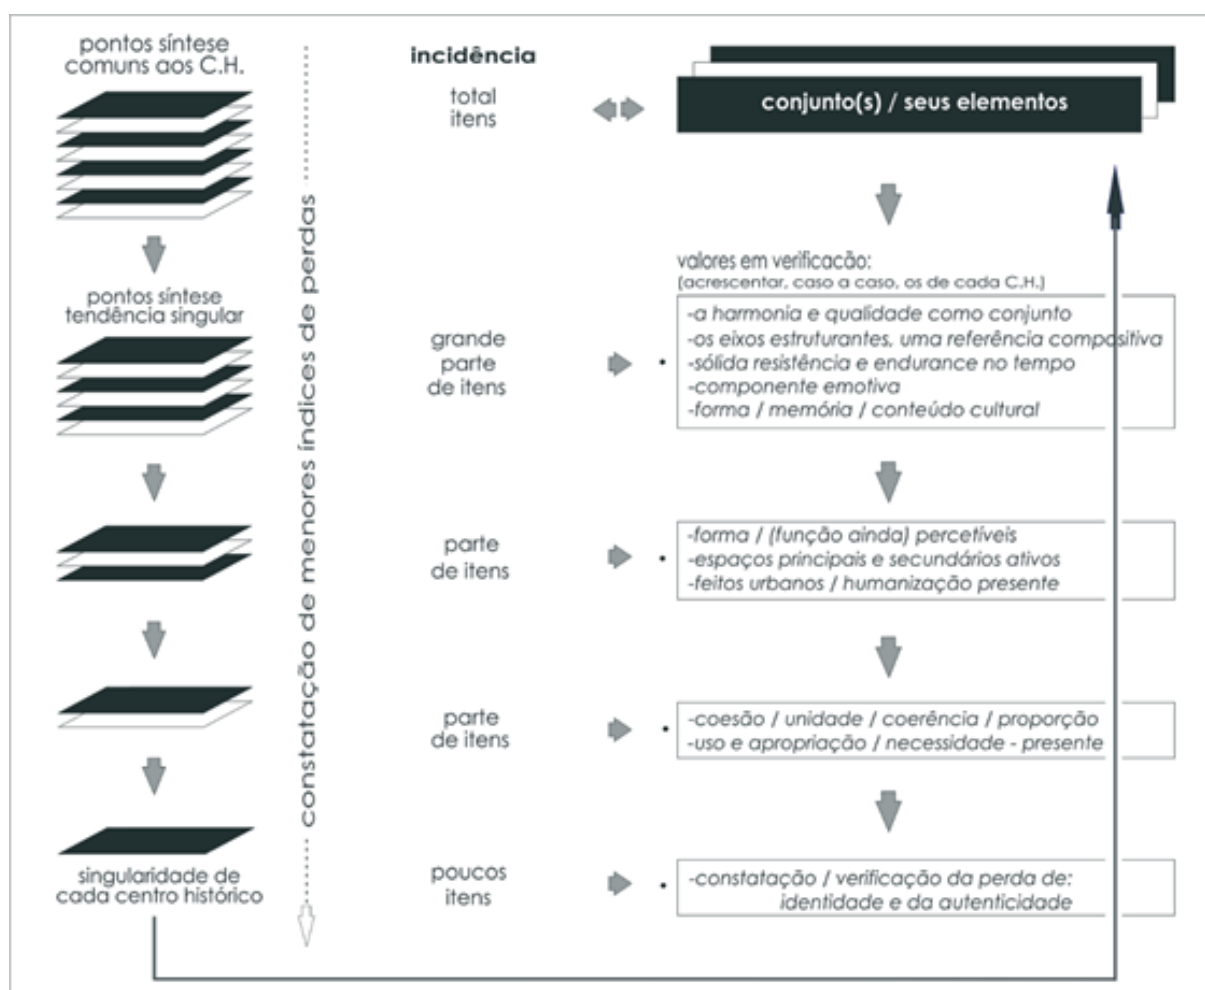 pontos síntese
comuns aos C.H.
pontos síntese
tendência singular
singularidade de
cada centro histórico
constatação de menores índices de perdas
incidência
total
itens
grande
parte
de itens
parte
de itens
parte
de itens
poucos
itens
conjunto(s) / seus elementos
valores em verificacão:
(acrescentar, caso a caso, os de cada C.H.)
-a harmonia e qualidade como conjunto
-os eixos estruturantes, uma referência compositiva
-sólida resistência e endurance no tempo
-componente emotiva
-forma / memória / conteúdo cultural
-forma / (função ainda) percetíveis
-espaços principais e secundários ativos
-feitos urbanos / humanização presente
-coesão / unidade / coerência / proporção
-uso e apropriação / necessidade - presente
-constatação / verificação da perda de:
identidade e da autenticidade